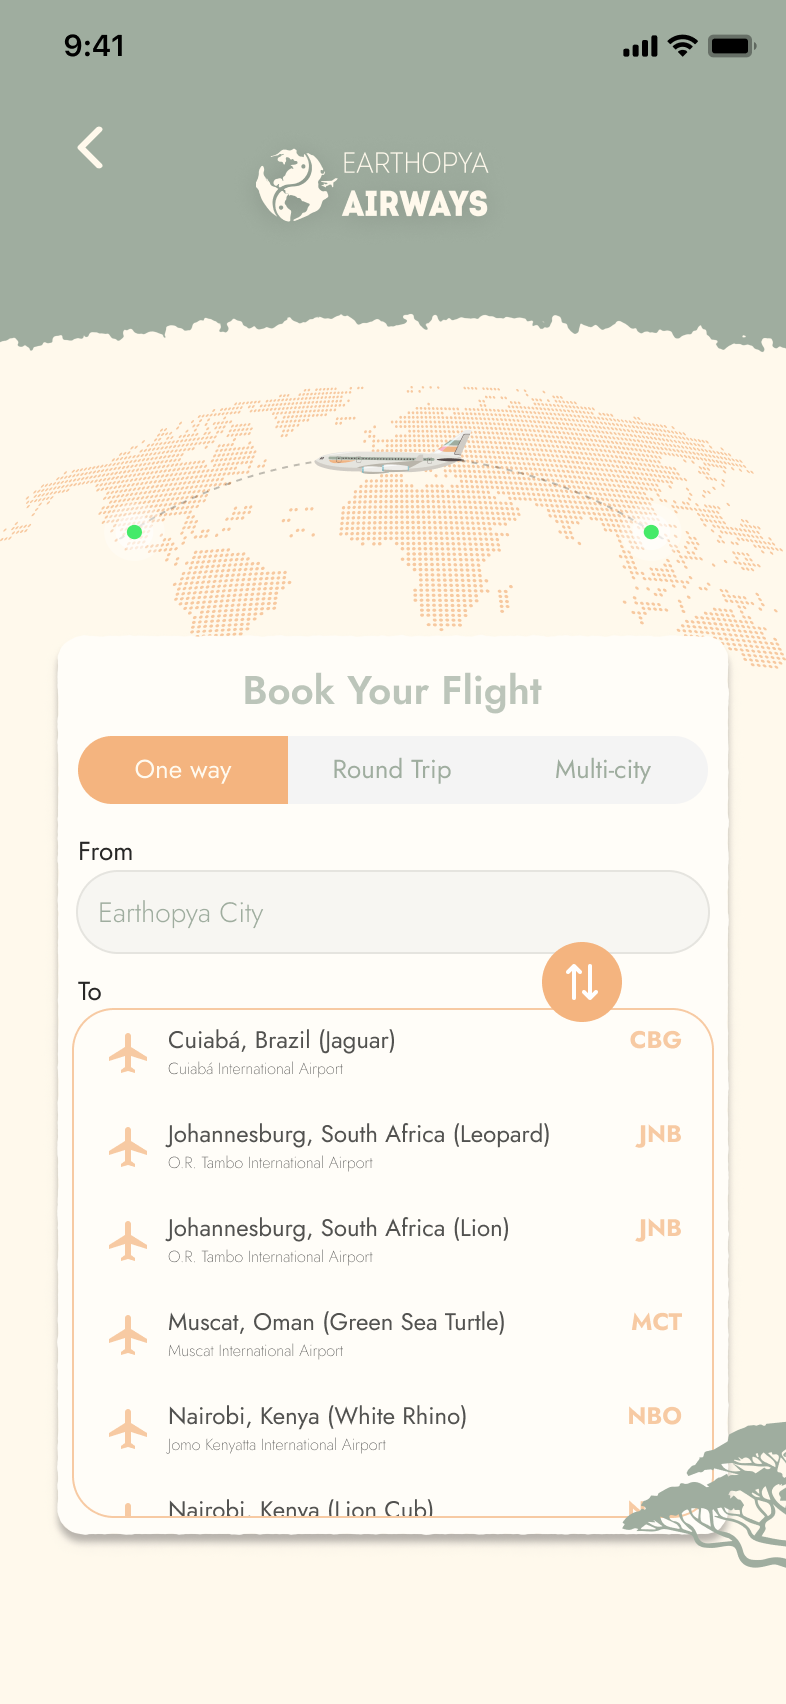 9:41
EARTHOPYA
AIRWAYS
Book Your Flight
One way
Round Trip
Multi-city
From
Earthopya City
To
Cuiabá, Brazil (Jaguar)
CBG
Cuiabá International Airport
Johannesburg, South Africa (Leopard)
JNB
O.R. Tambo International Airport
Johannesburg, South Africa (Lion)
JNB
O.R. Tambo International Airport
Muscat, Oman (Green Sea Turtle)
MCT
Muscat International Airport
Nairobi, Kenya (White Rhino)
NBO
Jomo Kenyatta International Airport
Nairobi, Kenya (Lion Cub)